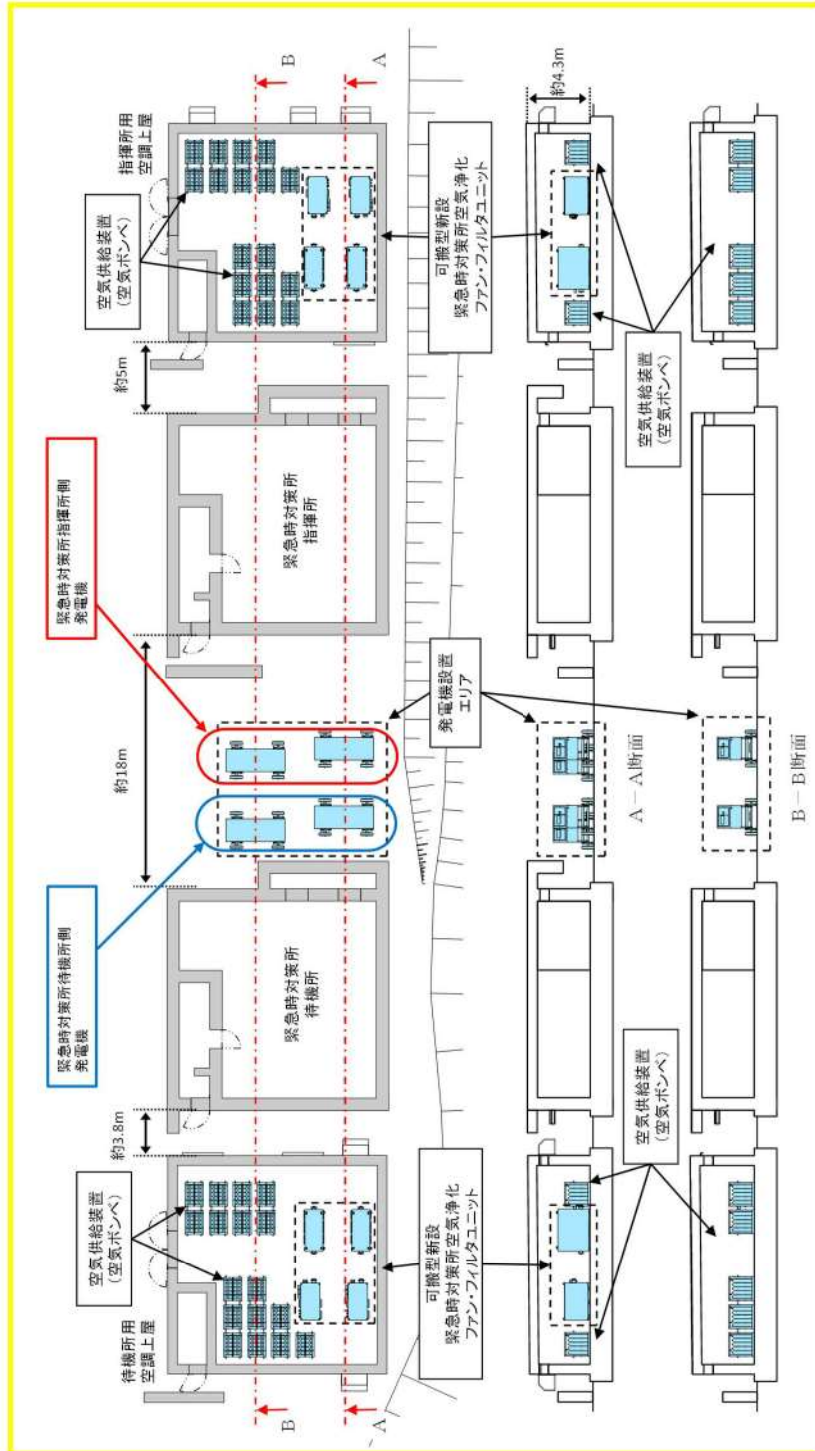 待機所用
空調上屋
空気供給装置
(空気ボンベ)
約3.8m
緊急時対策所待機所側
発電機
約18m
緊急時対策所指揮所側
発電機
約5m
空気供給装置
(空気ボンベ)
指揮所用
空調上屋
B
B
A
A
緊急時対策所
待機所
緊急時対策所
指揮所
可搬型新設
緊急時対策所空気浄化
ファン・フィルタユニット
発電機設置
エリア
可搬型新設
緊急時対策所空気浄化
ファン・フィルタユニット
約4.3m
A-A断面
空気供給装置
(空気ボンベ)
空気供給装置
(空気ボンベ)
B-B断面